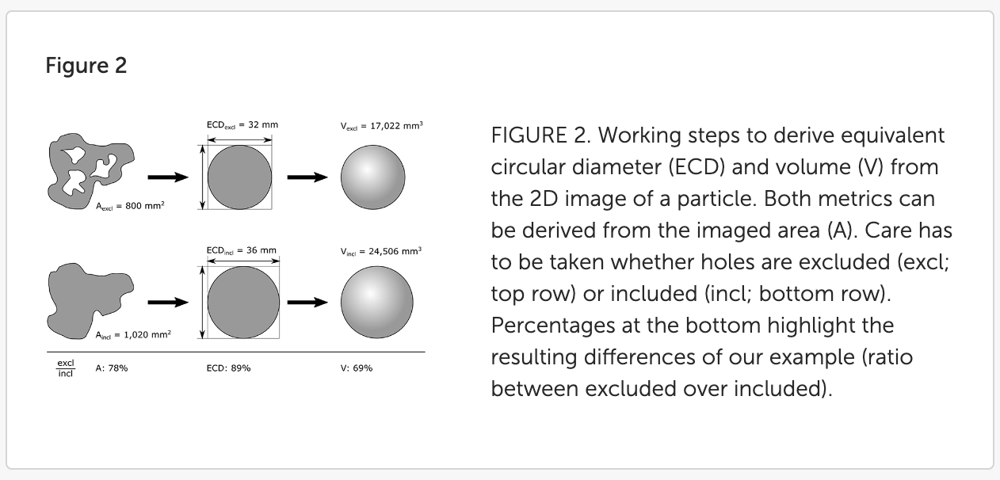 Figure 2
ECDexcl = 32 mm
Vexcl = 17,022 mm³
Aexcl = 800 mm²
ECDincl = 36 mm
Vincl = 24,506 mm³
Aincl = 1,020 mm²
excl
incl
A: 78%
ECD: 89%
V: 69%
FIGURE 2. Working steps to derive equivalent
circular diameter (ECD) and volume (V) from
the 2D image of a particle. Both metrics can
be derived from the imaged area (A). Care has
to be taken whether holes are excluded (excl;
top row) or included (incl; bottom row).
Percentages at the bottom highlight the
resulting differences of our example (ratio
between excluded over included).